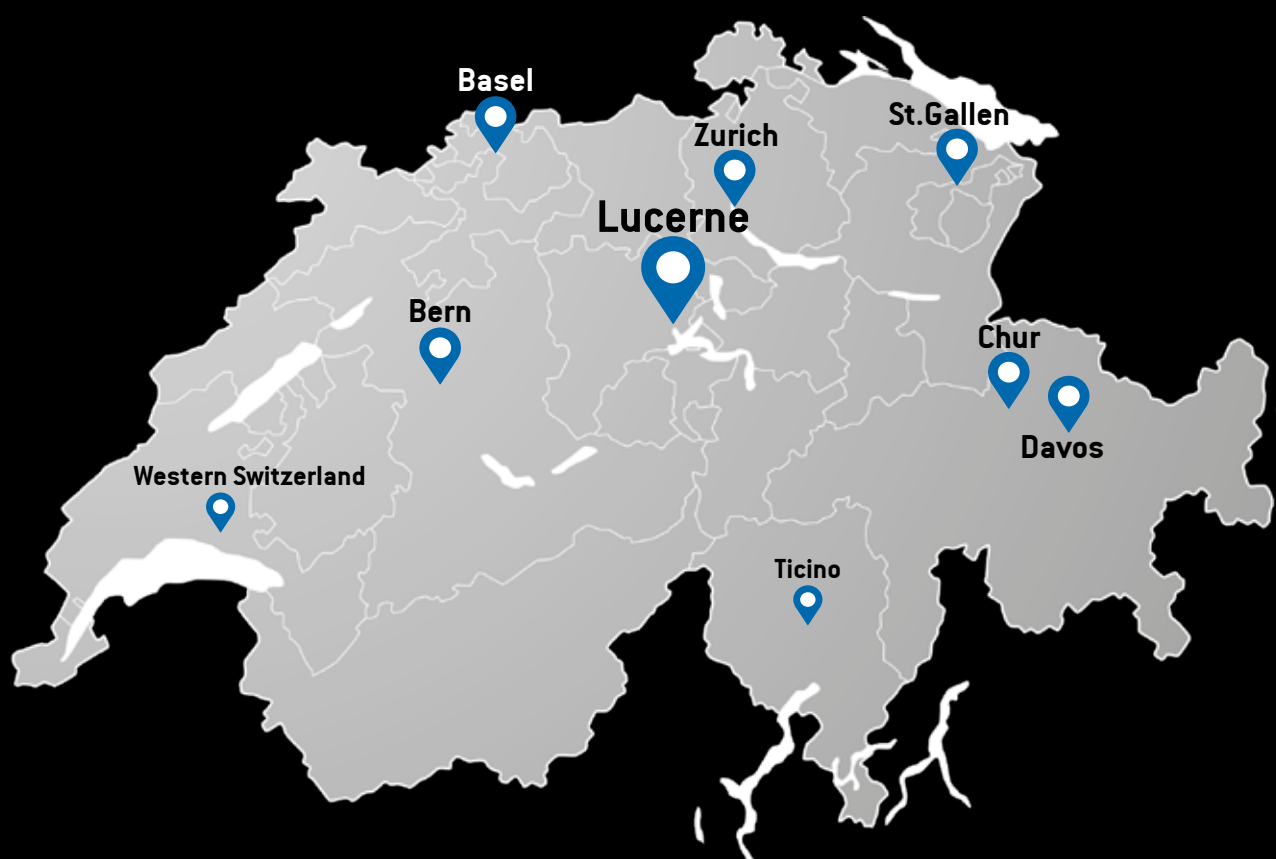 Basel
St.Gallen
Zurich
Lucerne
Bern
Chur
Davos
Western Switzerland
Ticino